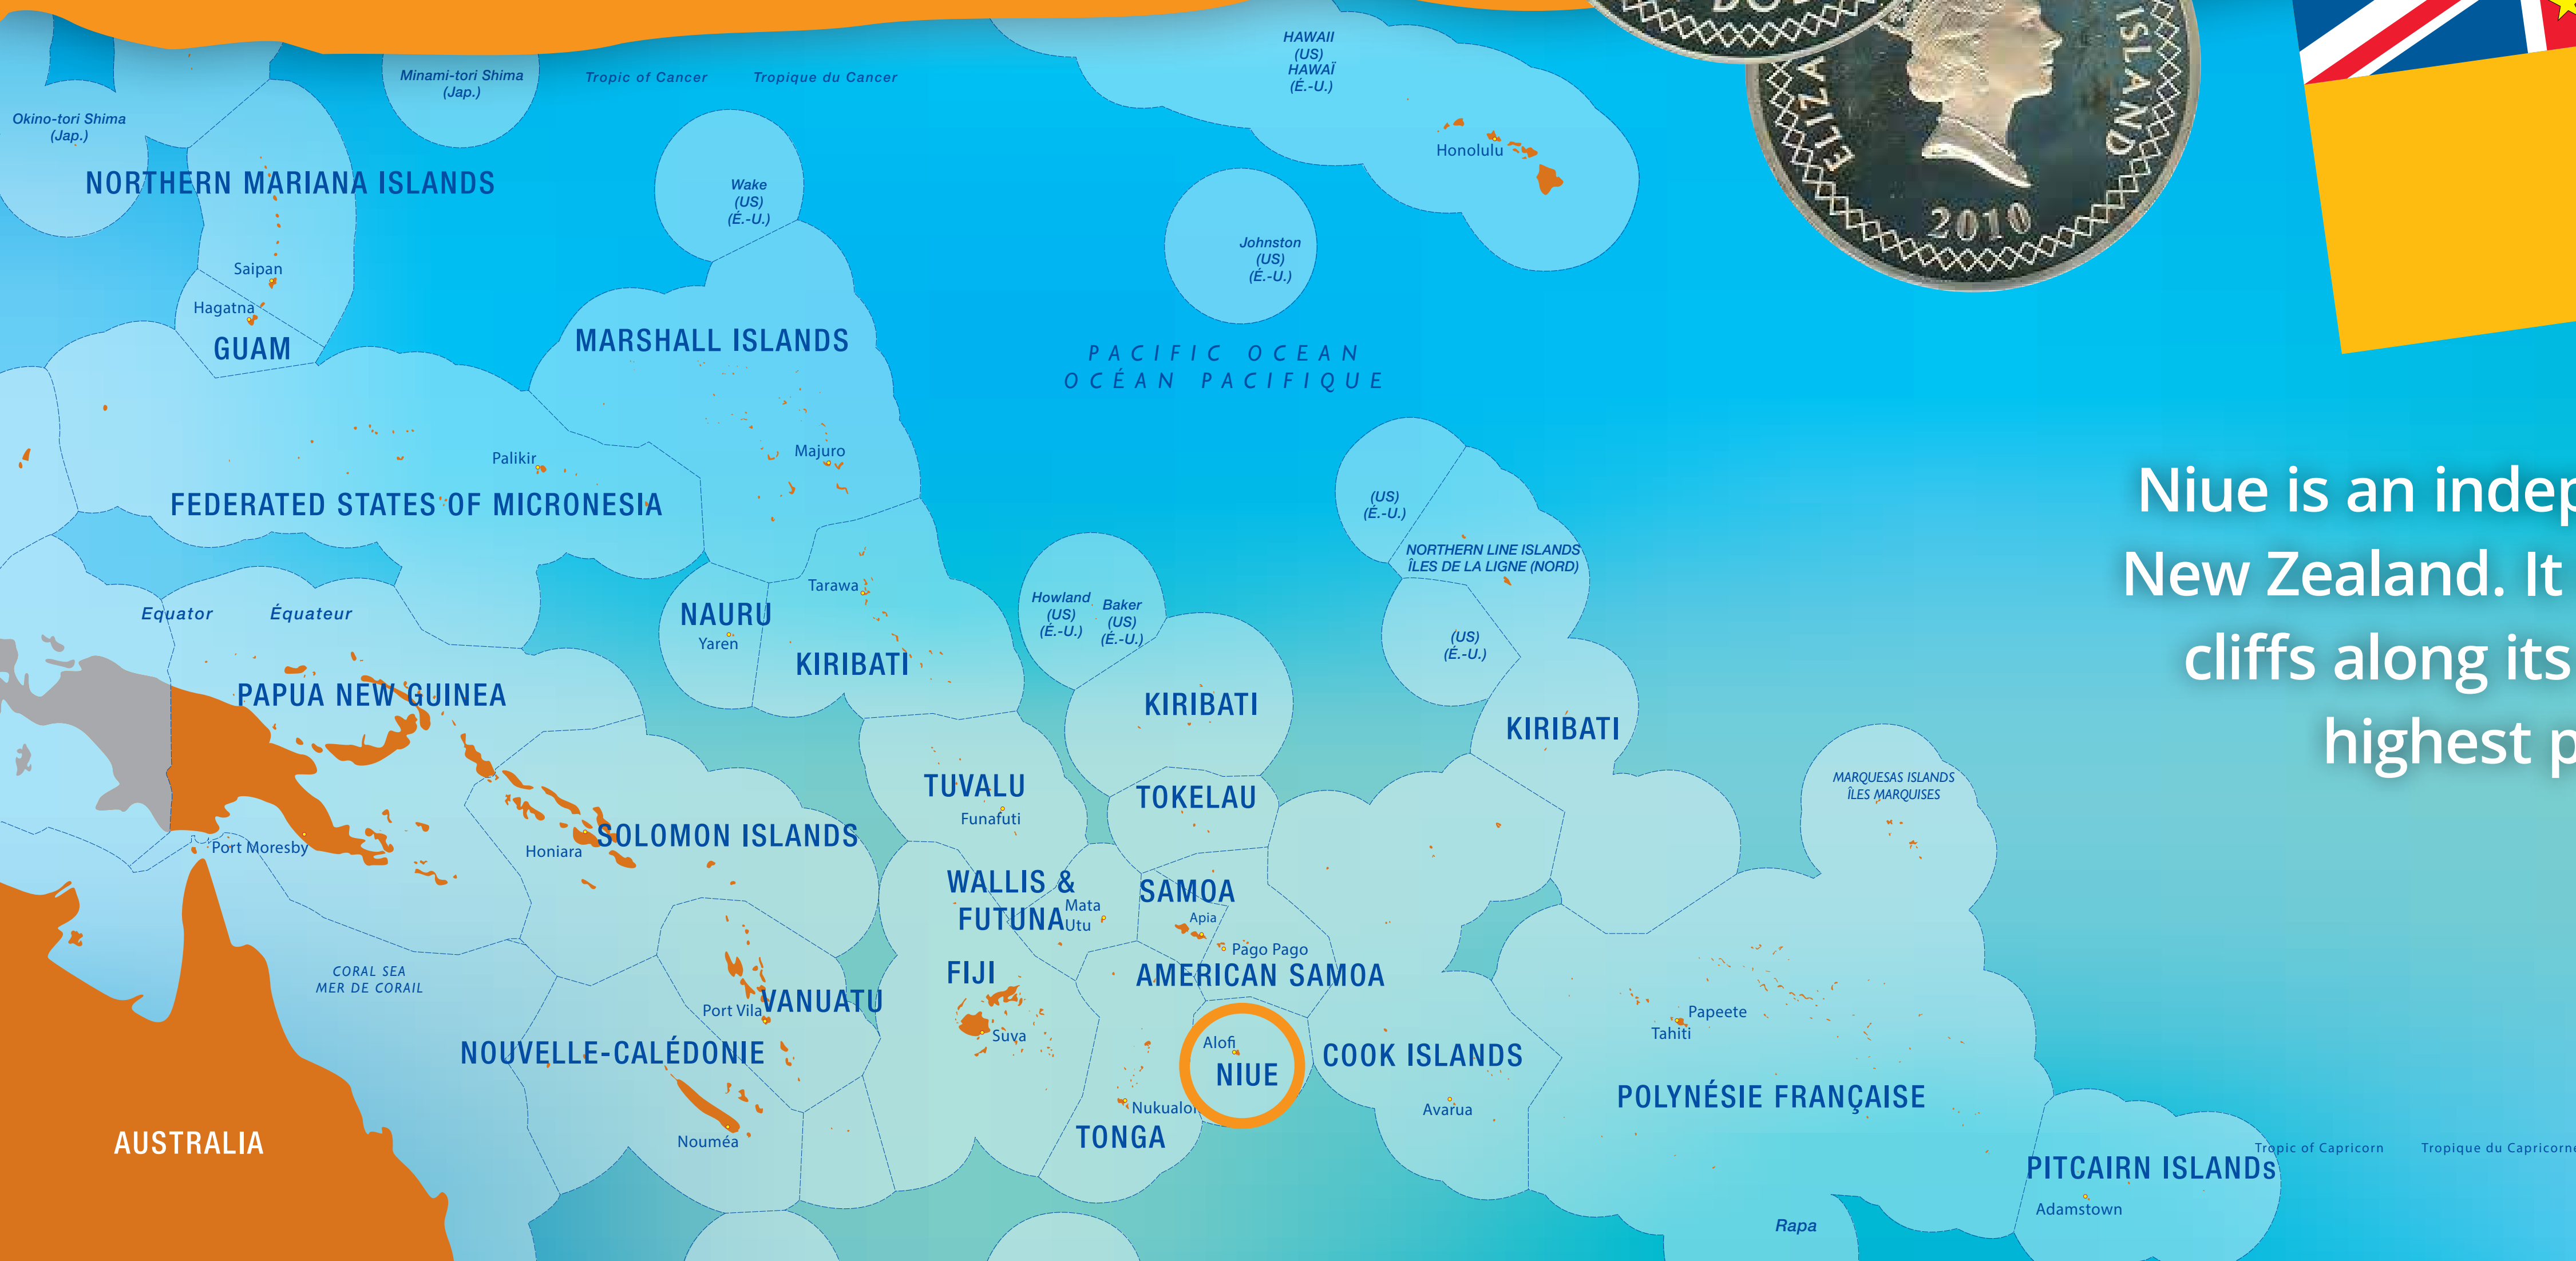 DO
ELIZA
ISLAND
2010
HAWAII
(US)
HAWAÏ
(É.-U.)
Minami-tori Shima
(Jap.)
Tropic of Cancer
Tropique du Cancer
Okino-tori Shima
(Jap.)
Honolulu
NORTHERN MARIANA ISLANDS
Wake
(US)
(É.-U.)
Johnston
(US)
(É.-U.)
Saipan
Hagatna
GUAM
MARSHALL ISLANDS
PACIFIC OCEAN
OCÉAN PACIFIQUE
Majuro
Palikir
FEDERATED STATES OF MICRONESIA
(US)
(É.-U.)
NORTHERN LINE ISLANDS
ÎLES DE LA LIGNE (NORD)
Niue is an indep
New Zealand. It
cliffs along its
highest p
Equator
Équateur
NAURU
Yaren
Tarawa
KIRIBATI
Howland
(US)
(É.-U.)
Baker
(US)
(É.-U.)
(US)
(É.-U.)
PAPUA NEW GUINEA
KIRIBATI
KIRIBATI
TUVALU
Funafuti
TOKELAU
MARQUESAS ISLANDS
ÎLES MARQUISES
Port Moresby
Honiara
SOLOMON ISLANDS
WALLIS &
FUTUNA
Mata
Utu
SAMOA
Apia
Pago Pago
AMERICAN SAMOA
CORAL SEA
MER DE CORAIL
FIJI
Suva
Port Vila
VANUATU
NOUVELLE-CALÉDONIE
Nouméa
Alofi
NIUE
COOK ISLANDS
Avarua
Papeete
Tahiti
POLYNÉSIE FRANÇAISE
Nukualo
TONGA
AUSTRALIA
Tropic of Capricorn
Tropique du Capricorne
PITCAIRN ISLANDs
Adamstown
Rapa